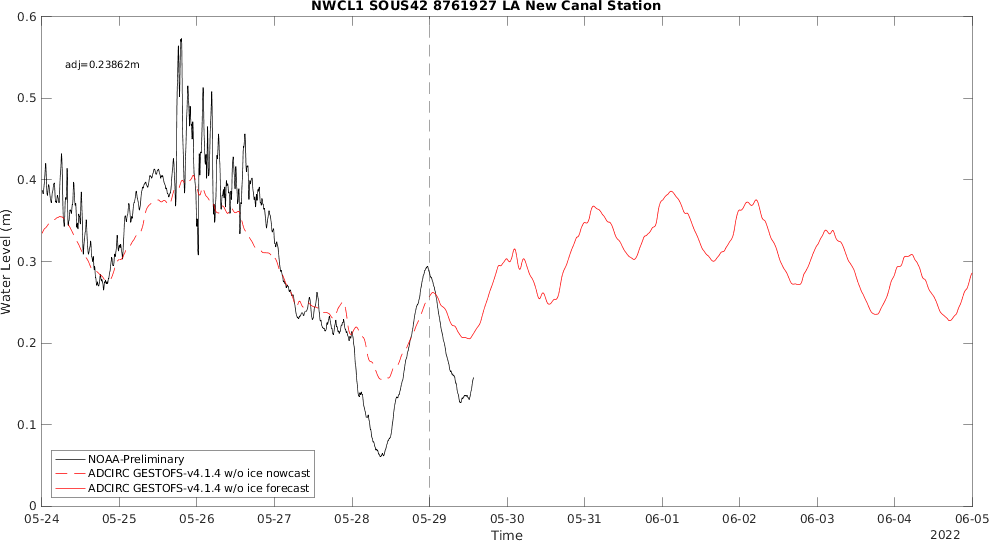 NWCL1 SOUS42 8761927 LA New Canal Station
adj=0.23862m
Water Level (m)
0.6
0.5
0.4
0.3
0.2
0.1
0
NOAA-Preliminary
ADCIRC GESTOFS-v4.1.4 w/o ice nowcast
ADCIRC GESTOFS-v4.1.4 w/o ice forecast
05-24 05-25 05-26 05-27 05-28 05-29 05-30 05-31 06-01 06-02 06-03 06-04 06-05
Time
2022